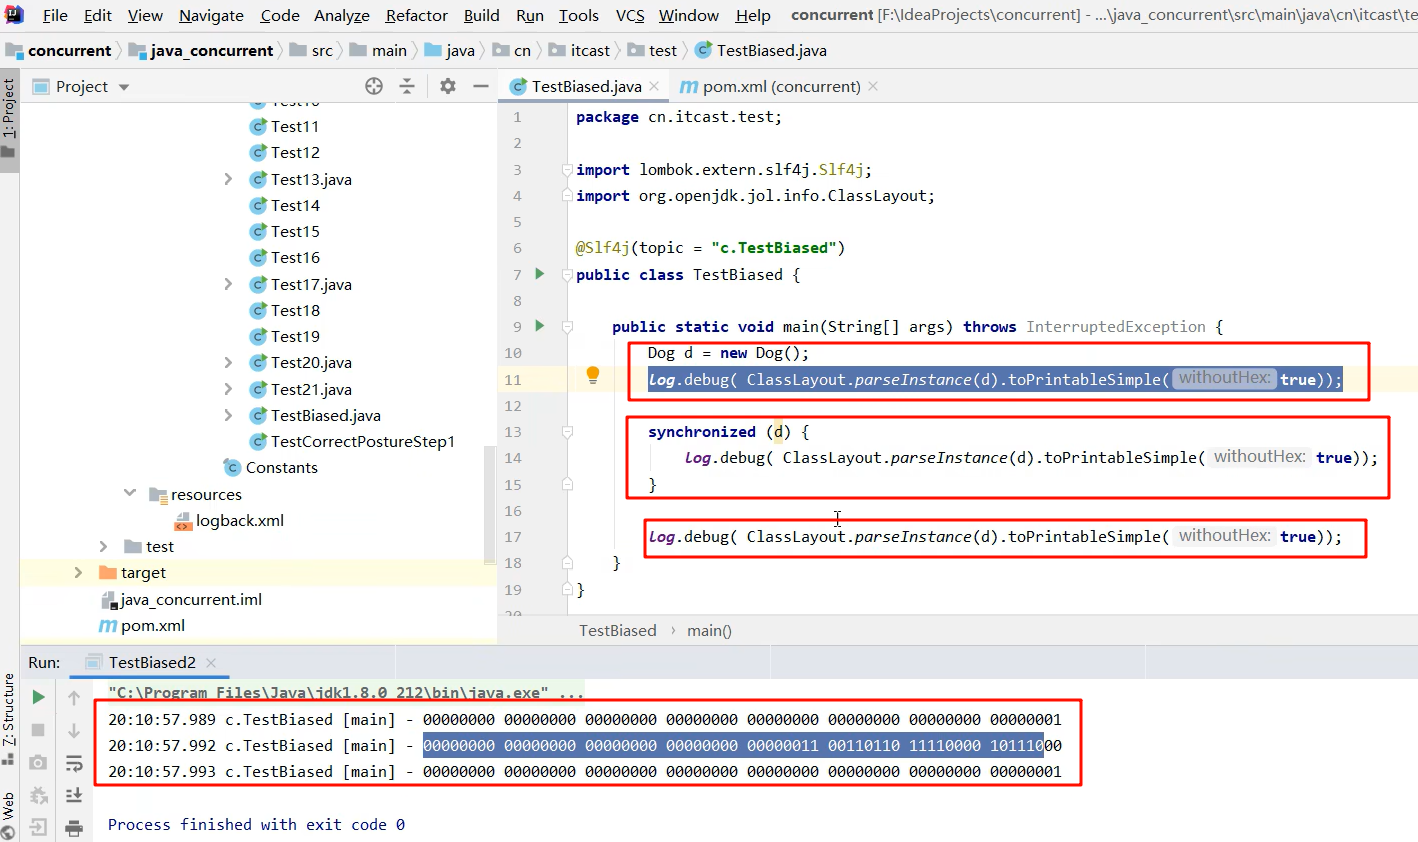 File Edit View Navigate Code Analyze Refactor Build Run Tools VCS Window Help concurrent [F:\IdeaProjects\concurrent] - ...\java_concurrent\src\main\java\cn\itcast\te
concurrent java_concurrent src main java cn itcast test TestBiased.java
1: Project
Project
Test11
Test12
Test13.java
Test14
Test15
Test16
Test17.java
Test18
Test19
Test20.java
Test21.java
TestBiased.java
TestCorrectPostureStep1
Constants
resources
logback.xml
test
target
java_concurrent.iml
pom.xml
TestBiased.java pom.xml (concurrent)
1 package cn.itcast.test;
2
3 import lombok.extern.slf4j.Slf4j;
4 import org.openjdk.jol.info.ClassLayout;
5
6 @Slf4j(topic = "c.TestBiased")
7 public class TestBiased {
8
9 public static void main(String[] args) throws InterruptedException {
10 Dog d = new Dog();
11 log.debug( ClassLayout.parseInstance(d).toPrintableSimple( withoutHex: true));
12
13 synchronized (d) {
14 log.debug( ClassLayout.parseInstance(d).toPrintableSimple( withoutHex: true));
15 }
16
17 log.debug( ClassLayout.parseInstance(d).toPrintableSimple( withoutHex: true));
18 }
19 }
20
TestBiased › main()
Run: TestBiased2
Z: Structure
Web
"C:\Program Files\Java\jdk1.8.0_212\bin\java.exe" ...
20:10:57.989 c.TestBiased [main] - 00000000 00000000 00000000 00000000 00000000 00000000 00000000 00000001
20:10:57.992 c.TestBiased [main] - 00000000 00000000 00000000 00000000 00000011 00110110 11110000 10111000
20:10:57.993 c.TestBiased [main] - 00000000 00000000 00000000 00000000 00000000 00000000 00000000 00000001
Process finished with exit code 0